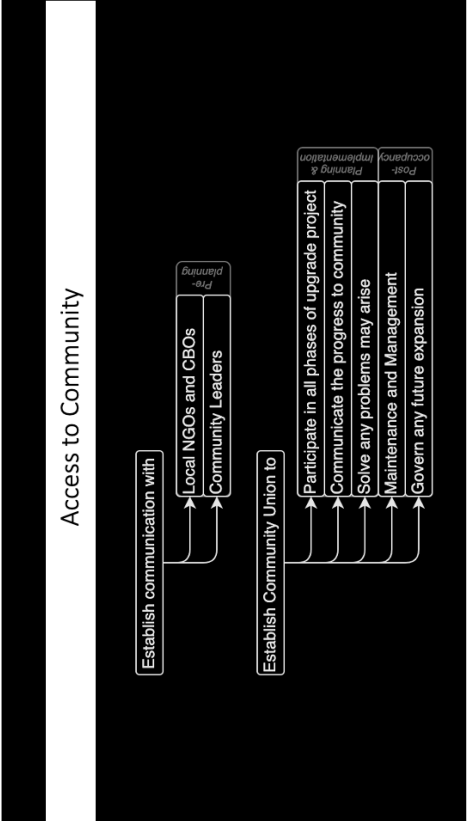 Access to Community
Establish communication with
Local NGOs and CBOs
Community Leaders
Pre-
planning
Establish Community Union to
Participate in all phases of upgrade project
Communicate the progress to community
Solve any problems may arise
Planning &
Implementation
Maintenance and Management
Govern any future expansion
Post-
occupancy